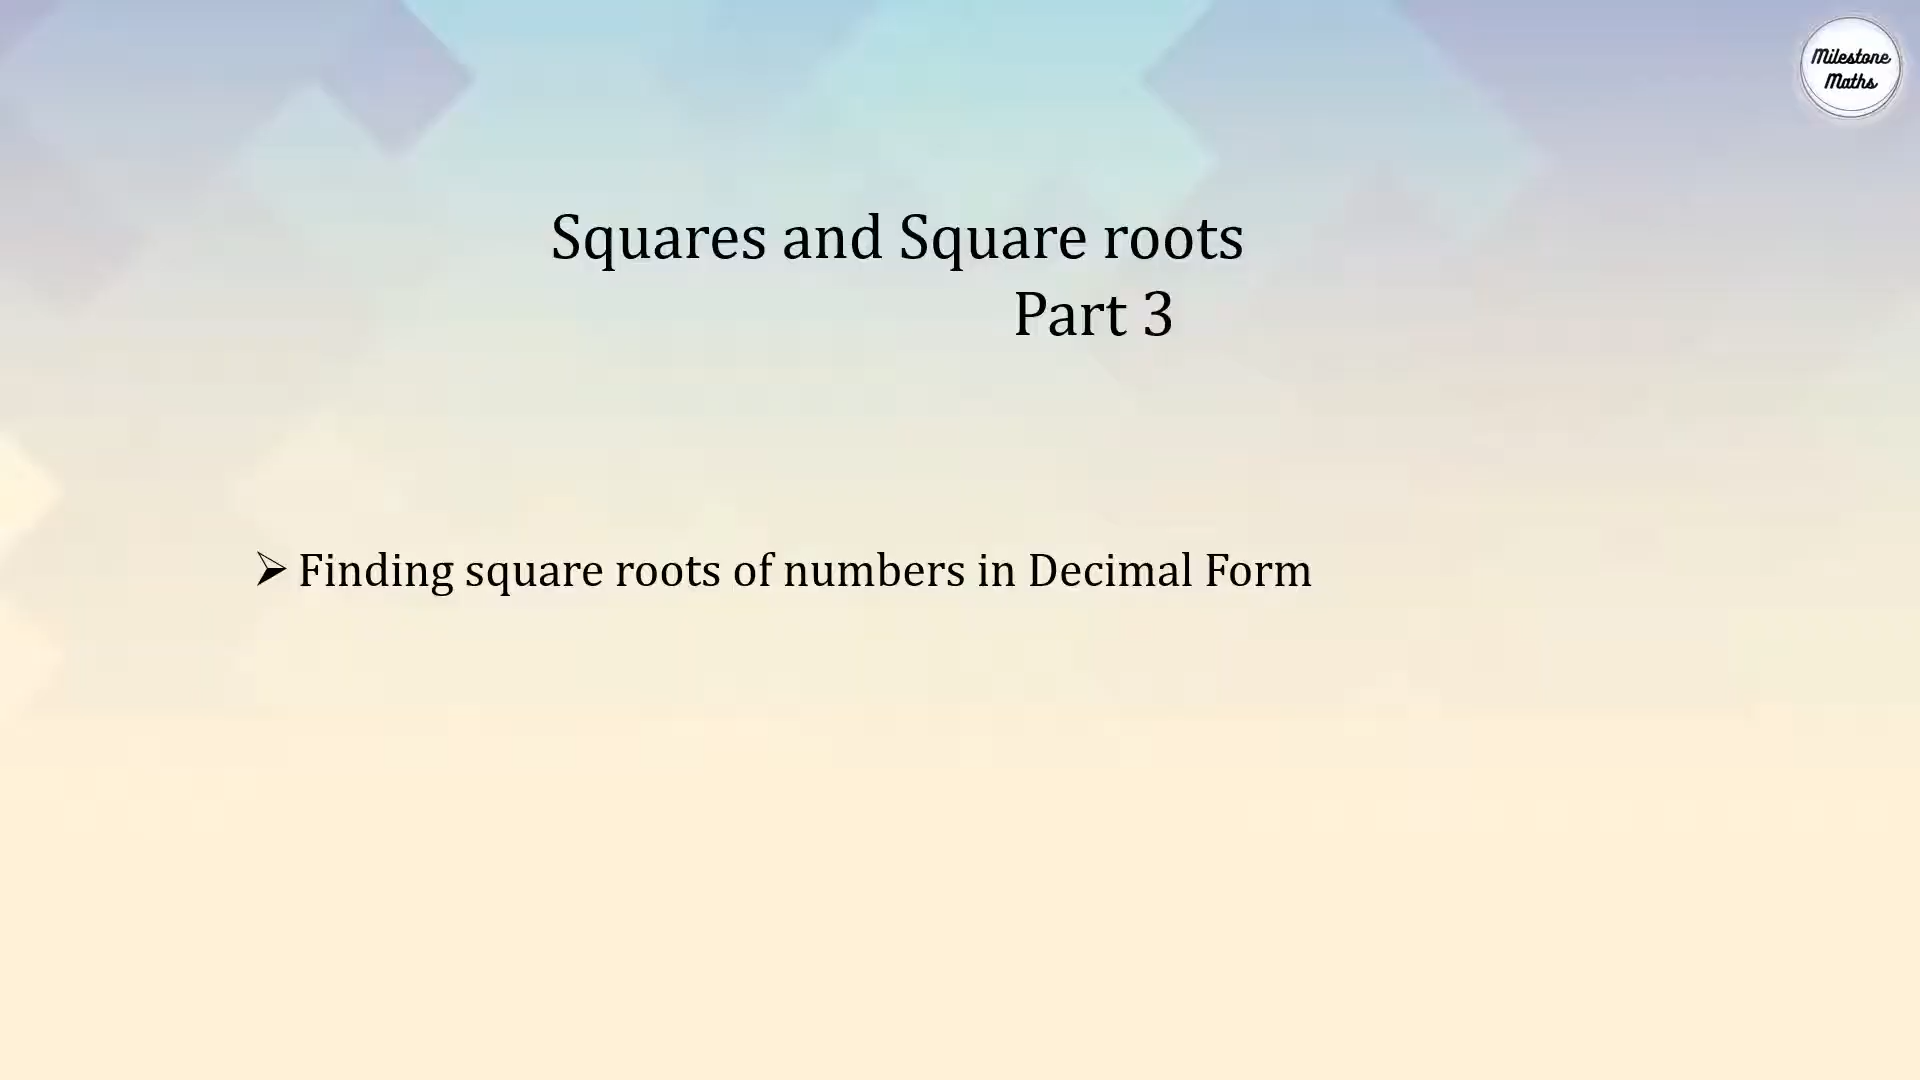 Milestone
Maths
Squares and Square roots
Part 3
➢ Finding square roots of numbers in Decimal Form